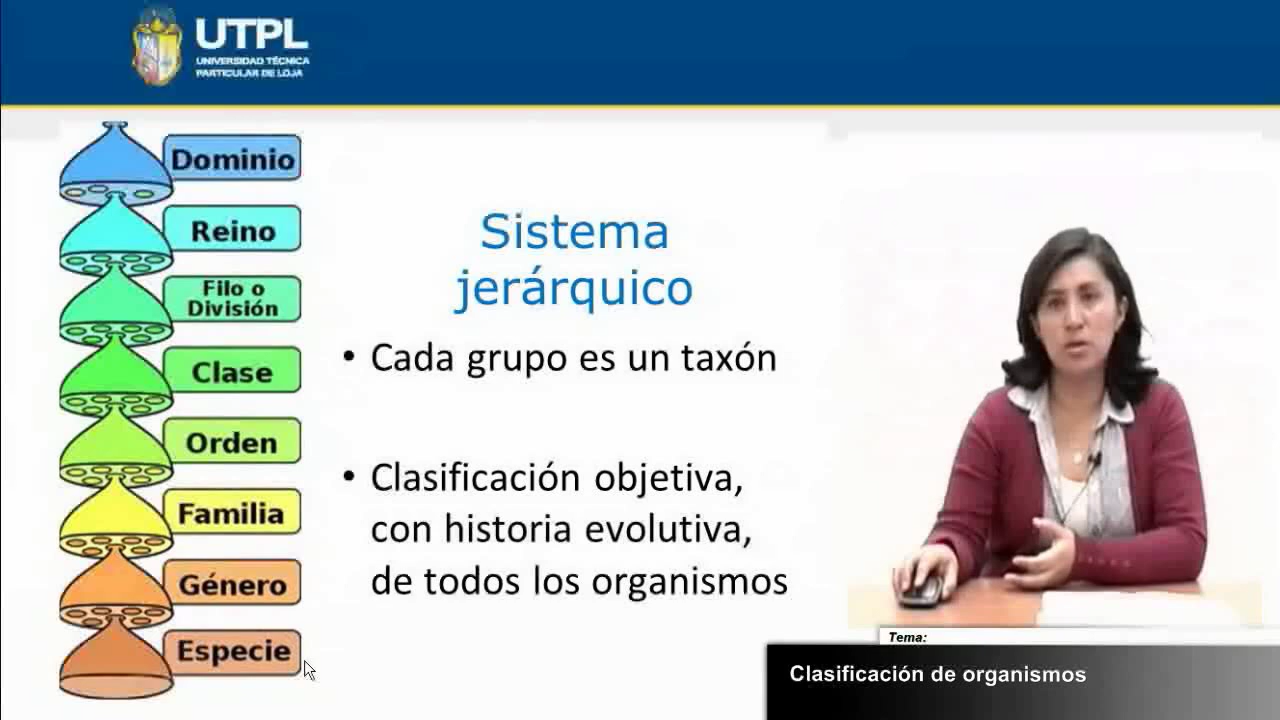 UTPL
UNIVERSIDAD TÉCNICA
PARTICULAR DE LOJA
Dominio
Reino
Filo o
División
Clase
Orden
Familia
Género
Especie
Sistema
jerárquico
• Cada grupo es un taxón
• Clasificación objetiva,
con historia evolutiva,
de todos los organismos
Tema:
Clasificación de organismos